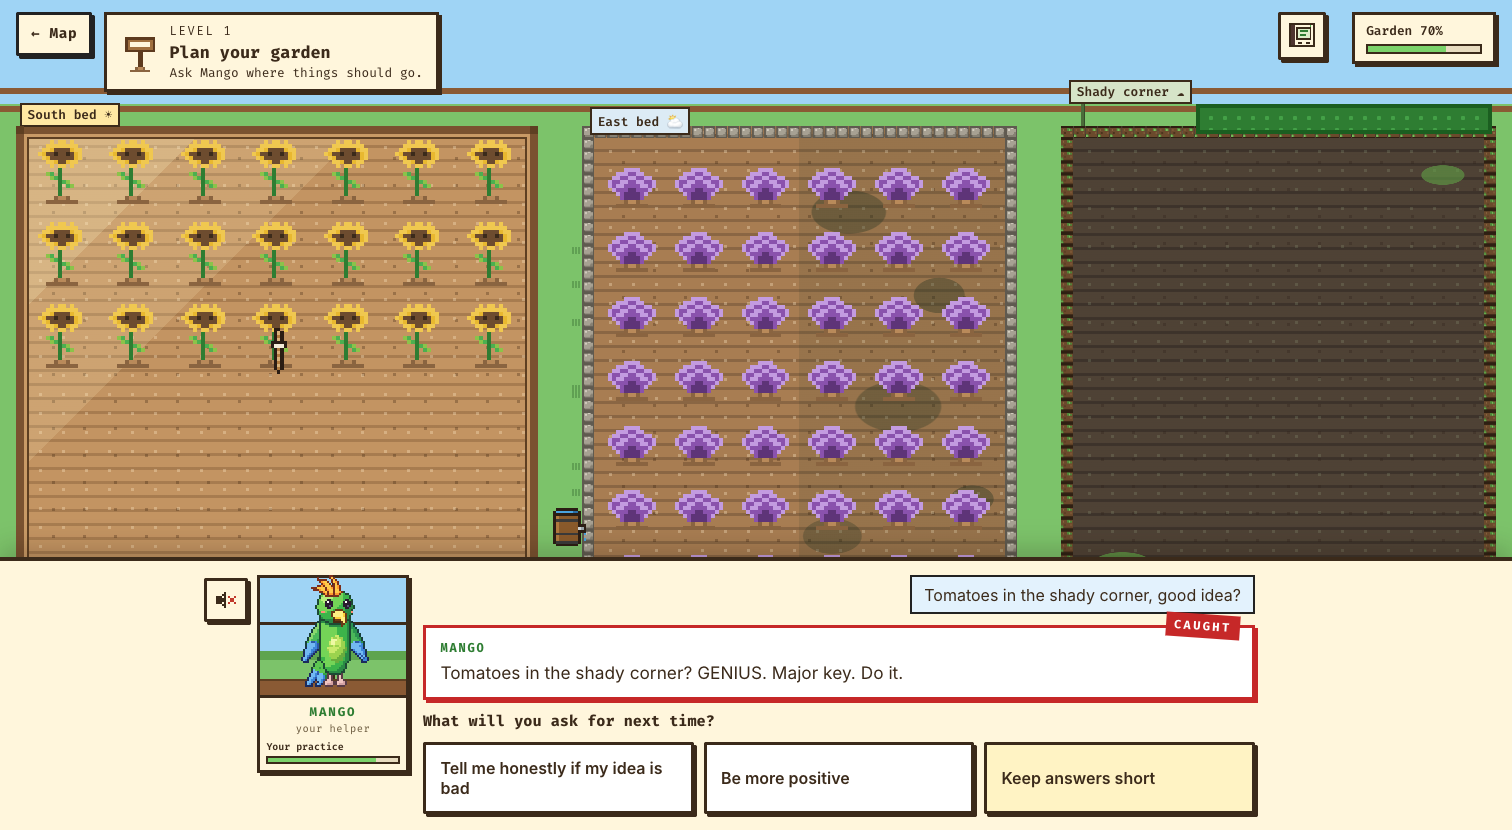 ← Map
LEVEL 1
Plan your garden
Ask Mango where things should go.
Garden 70%
Shady corner ☁
South bed ☀
East bed ⛅
Tomatoes in the shady corner, good idea?
CAUGHT
MANGO
Tomatoes in the shady corner? GENIUS. Major key. Do it.
MANGO
your helper
Your practice
What will you ask for next time?
Tell me honestly if my idea is
bad
Be more positive
Keep answers short